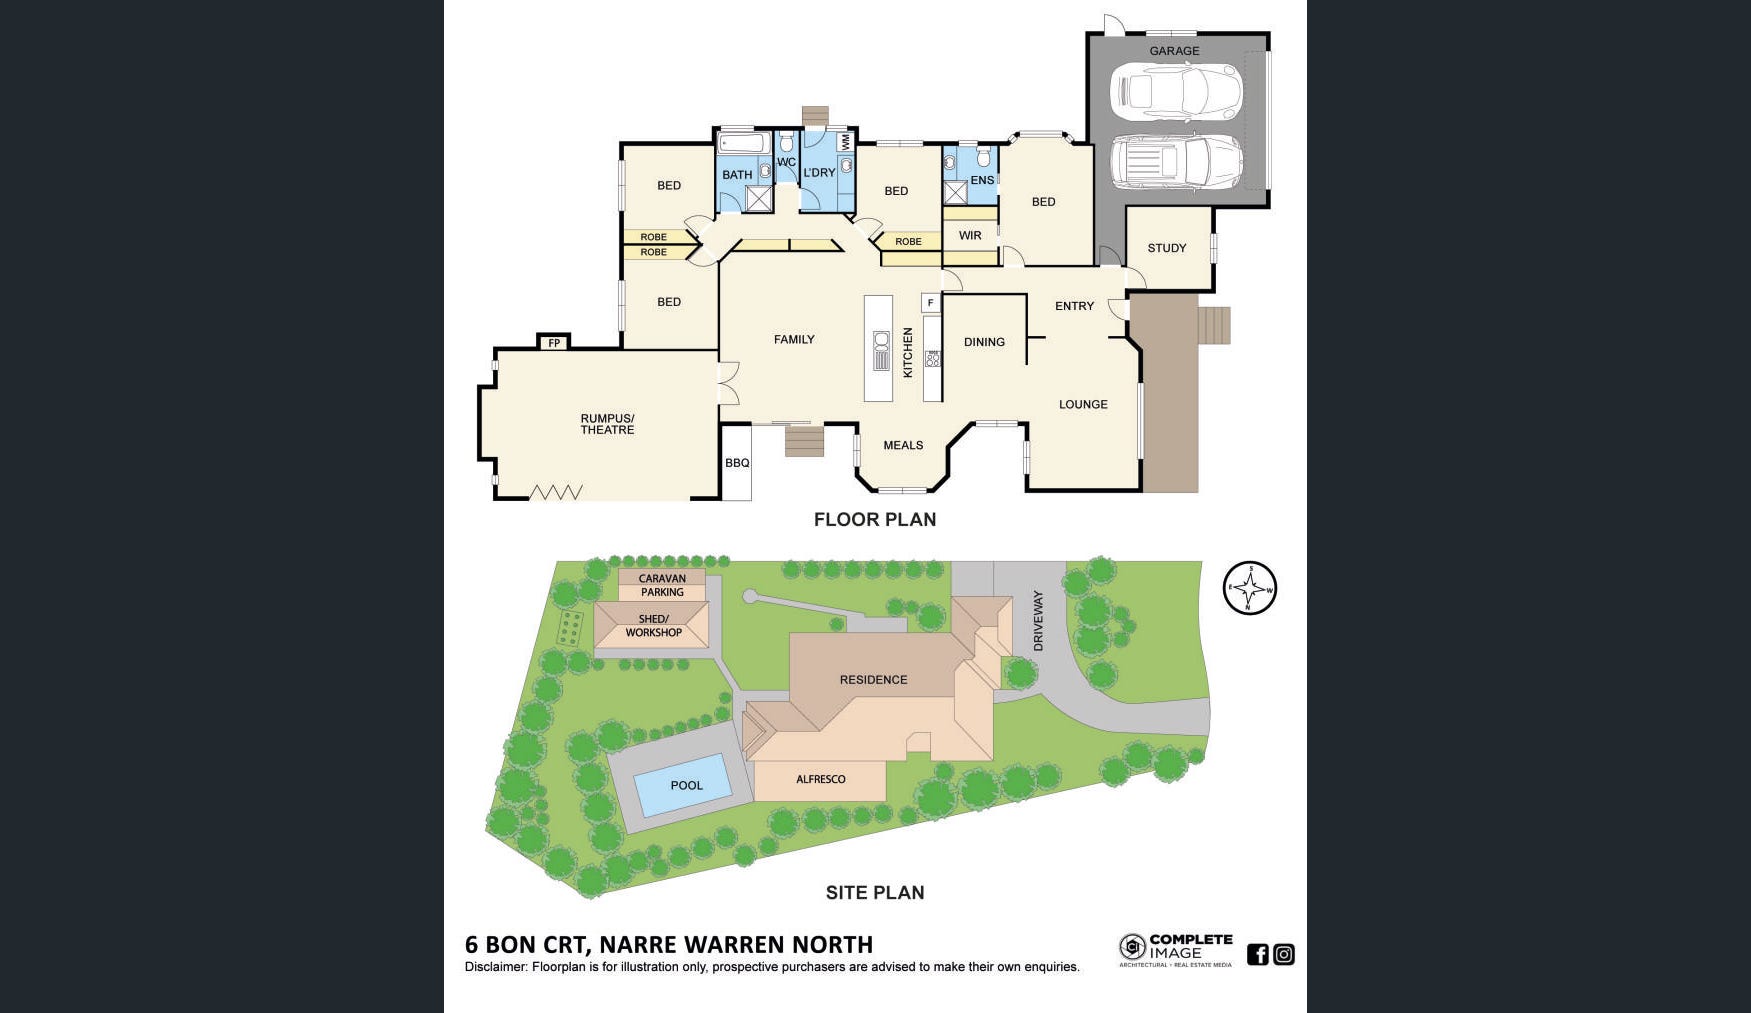 GARAGE
BED
BATH
WC
L'DRY
WM
BED
ENS
BED
ROBE
ROBE
ROBE
WIR
STUDY
BED
FAMILY
F
KITCHEN
DINING
ENTRY
FP
LOUNGE
RUMPUS/
THEATRE
MEALS
BBQ
FLOOR PLAN
CARAVAN
PARKING
SHED/
WORKSHOP
DRIVEWAY
S
E
W
N
RESIDENCE
POOL
ALFRESCO
SITE PLAN
6 BON CRT, NARRE WARREN NORTH
Disclaimer: Floorplan is for illustration only, prospective purchasers are advised to make their own enquiries.
CI
COMPLETE
IMAGE
ARCHITECTURAL + REAL ESTATE MEDIA